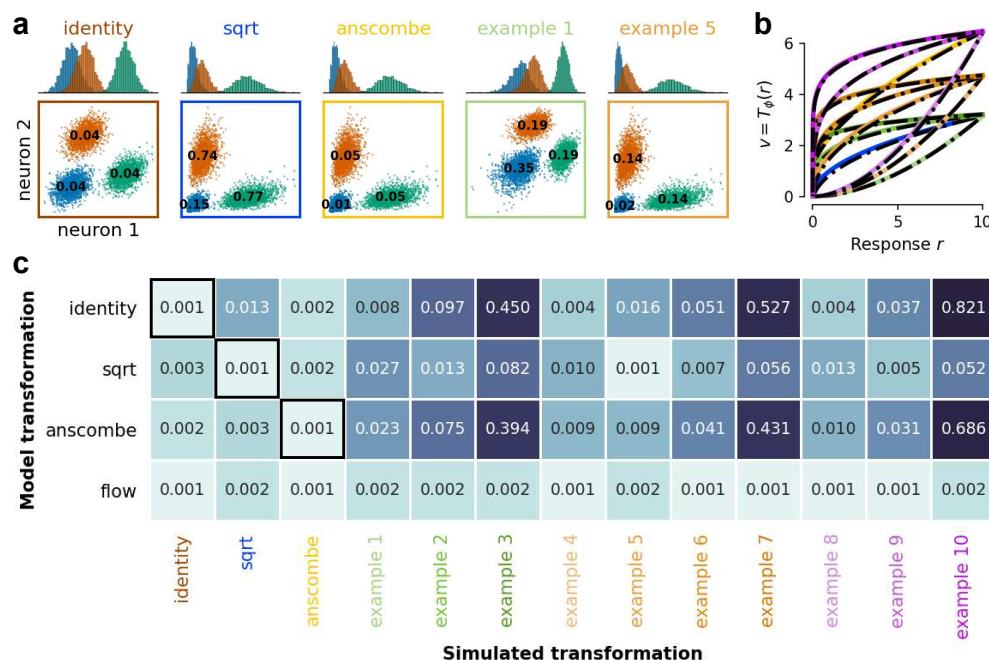 a
identity sqrt anscombe example 1 example 5
neuron 2
0.04 0.04 0.04
0.74 0.15 0.77
0.05 0.01 0.05
0.19 0.35 0.19
0.14 0.02 0.14
neuron 1
b
v = Tϕ(r)
6
4
2
0
0 5 10
Response r
c
Model transformation
identity 0.001 0.013 0.002 0.008 0.097 0.450 0.004 0.016 0.051 0.527 0.004 0.037 0.821
sqrt 0.003 0.001 0.002 0.027 0.013 0.082 0.010 0.001 0.007 0.056 0.013 0.005 0.052
anscombe 0.002 0.003 0.001 0.023 0.075 0.394 0.009 0.009 0.041 0.431 0.010 0.031 0.686
flow 0.001 0.002 0.001 0.002 0.002 0.002 0.001 0.002 0.001 0.001 0.001 0.001 0.002
identity sqrt anscombe example 1 example 2 example 3 example 4 example 5 example 6 example 7 example 8 example 9 example 10
Simulated transformation